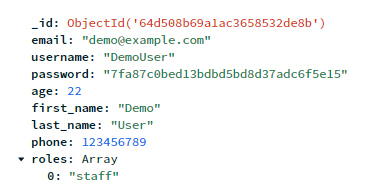 _id: ObjectId('64d508b69a1ac3658532de8b')
email: "demo@example.com"
username: "DemoUser"
password: "7fa87c0bed13bdbd5bd8d37adc6f5e15"
age: 22
first_name: "Demo"
last_name: "User"
phone: 123456789
roles: Array
0: "staff"